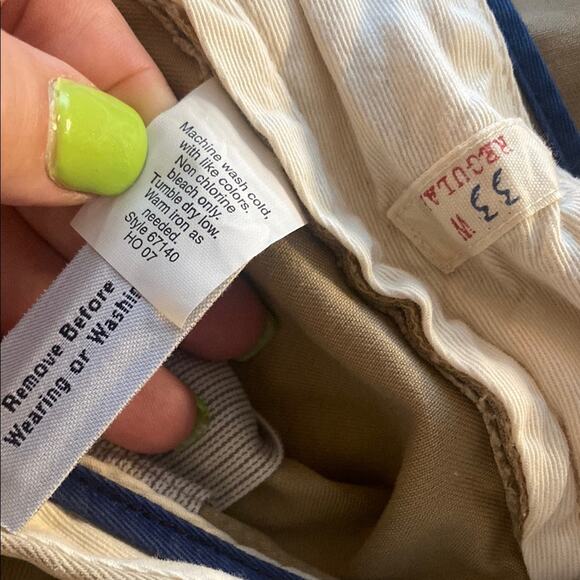 Machine wash cold,
with like colors.
Non chlorine
bleach only.
Tumble dry low.
Warm iron as
needed.
Style 67140
HO 07
Remove Before
Wearing or Washin
33 W
REGULA